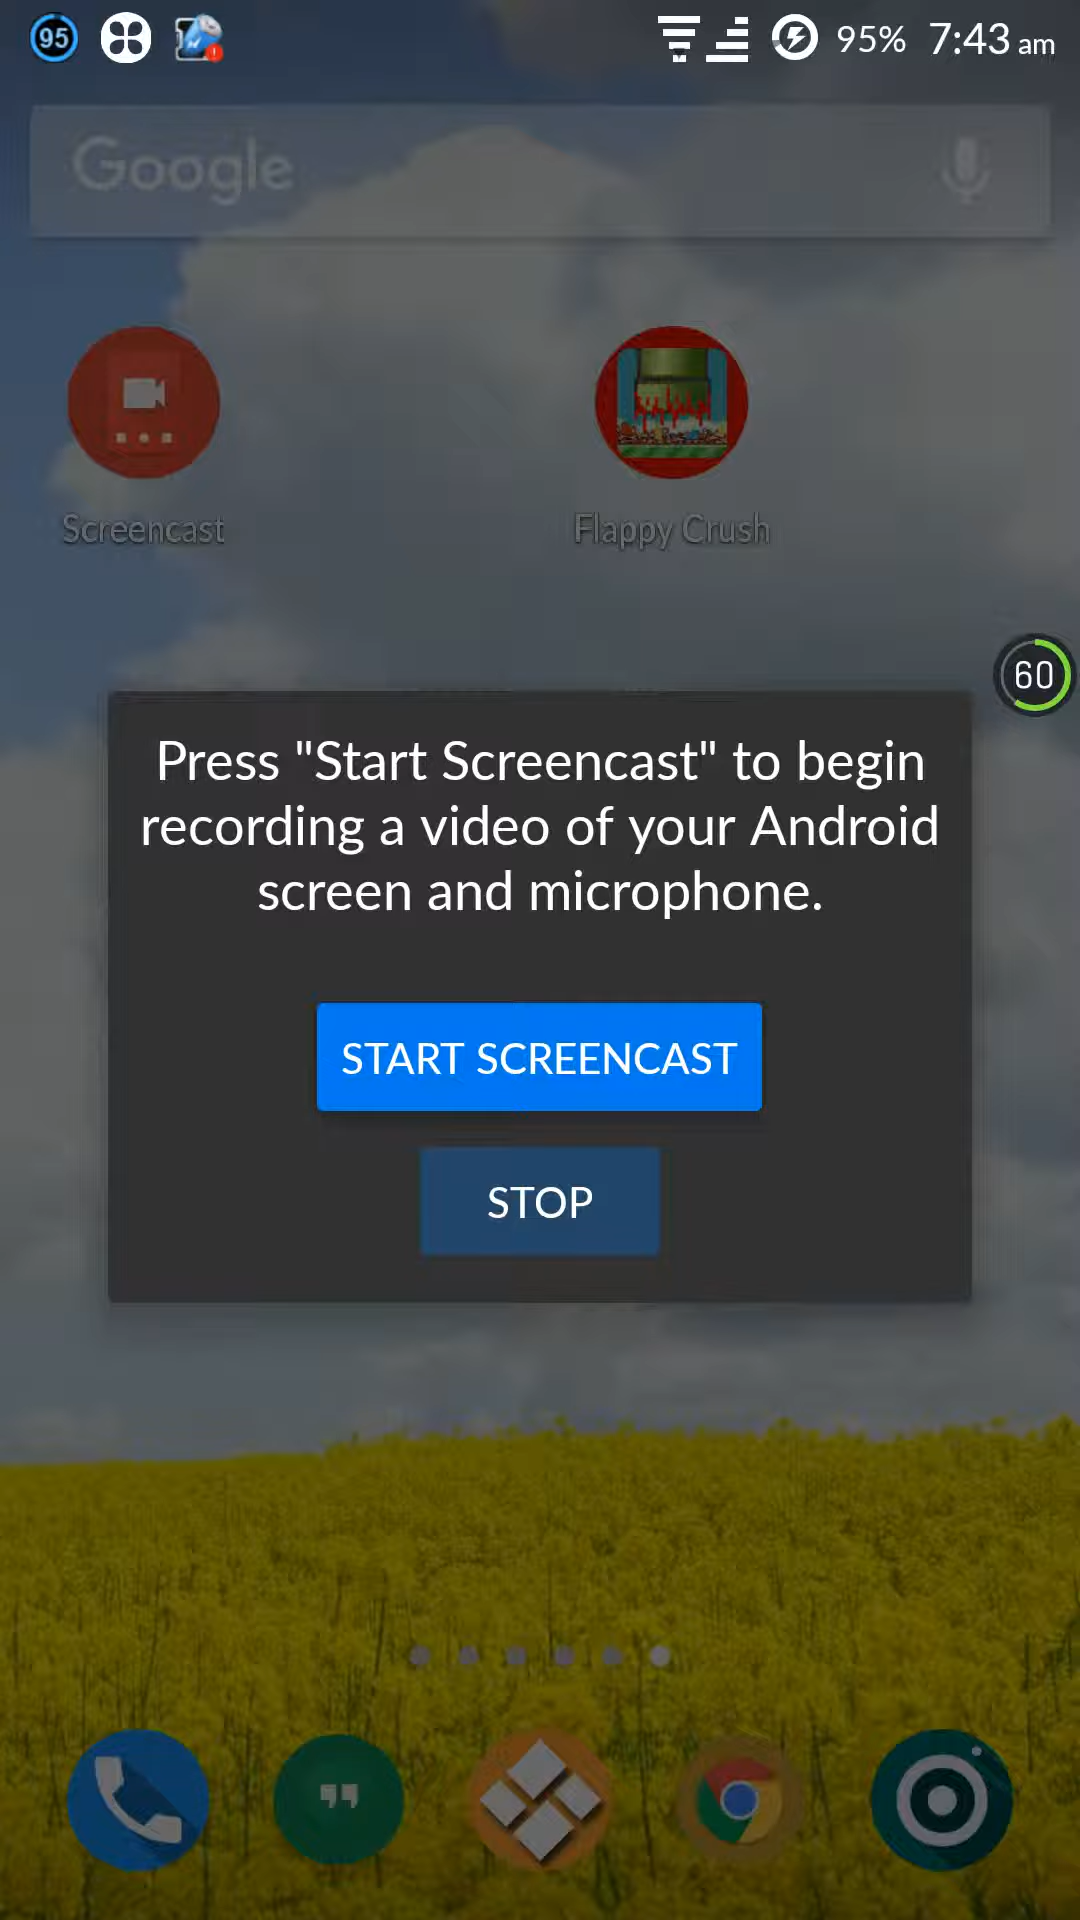 95
95%
7:43 am
Google
Screencast
Flappy Crush
60
Press "Start Screencast" to begin
recording a video of your Android
screen and microphone.
START SCREENCAST
STOP